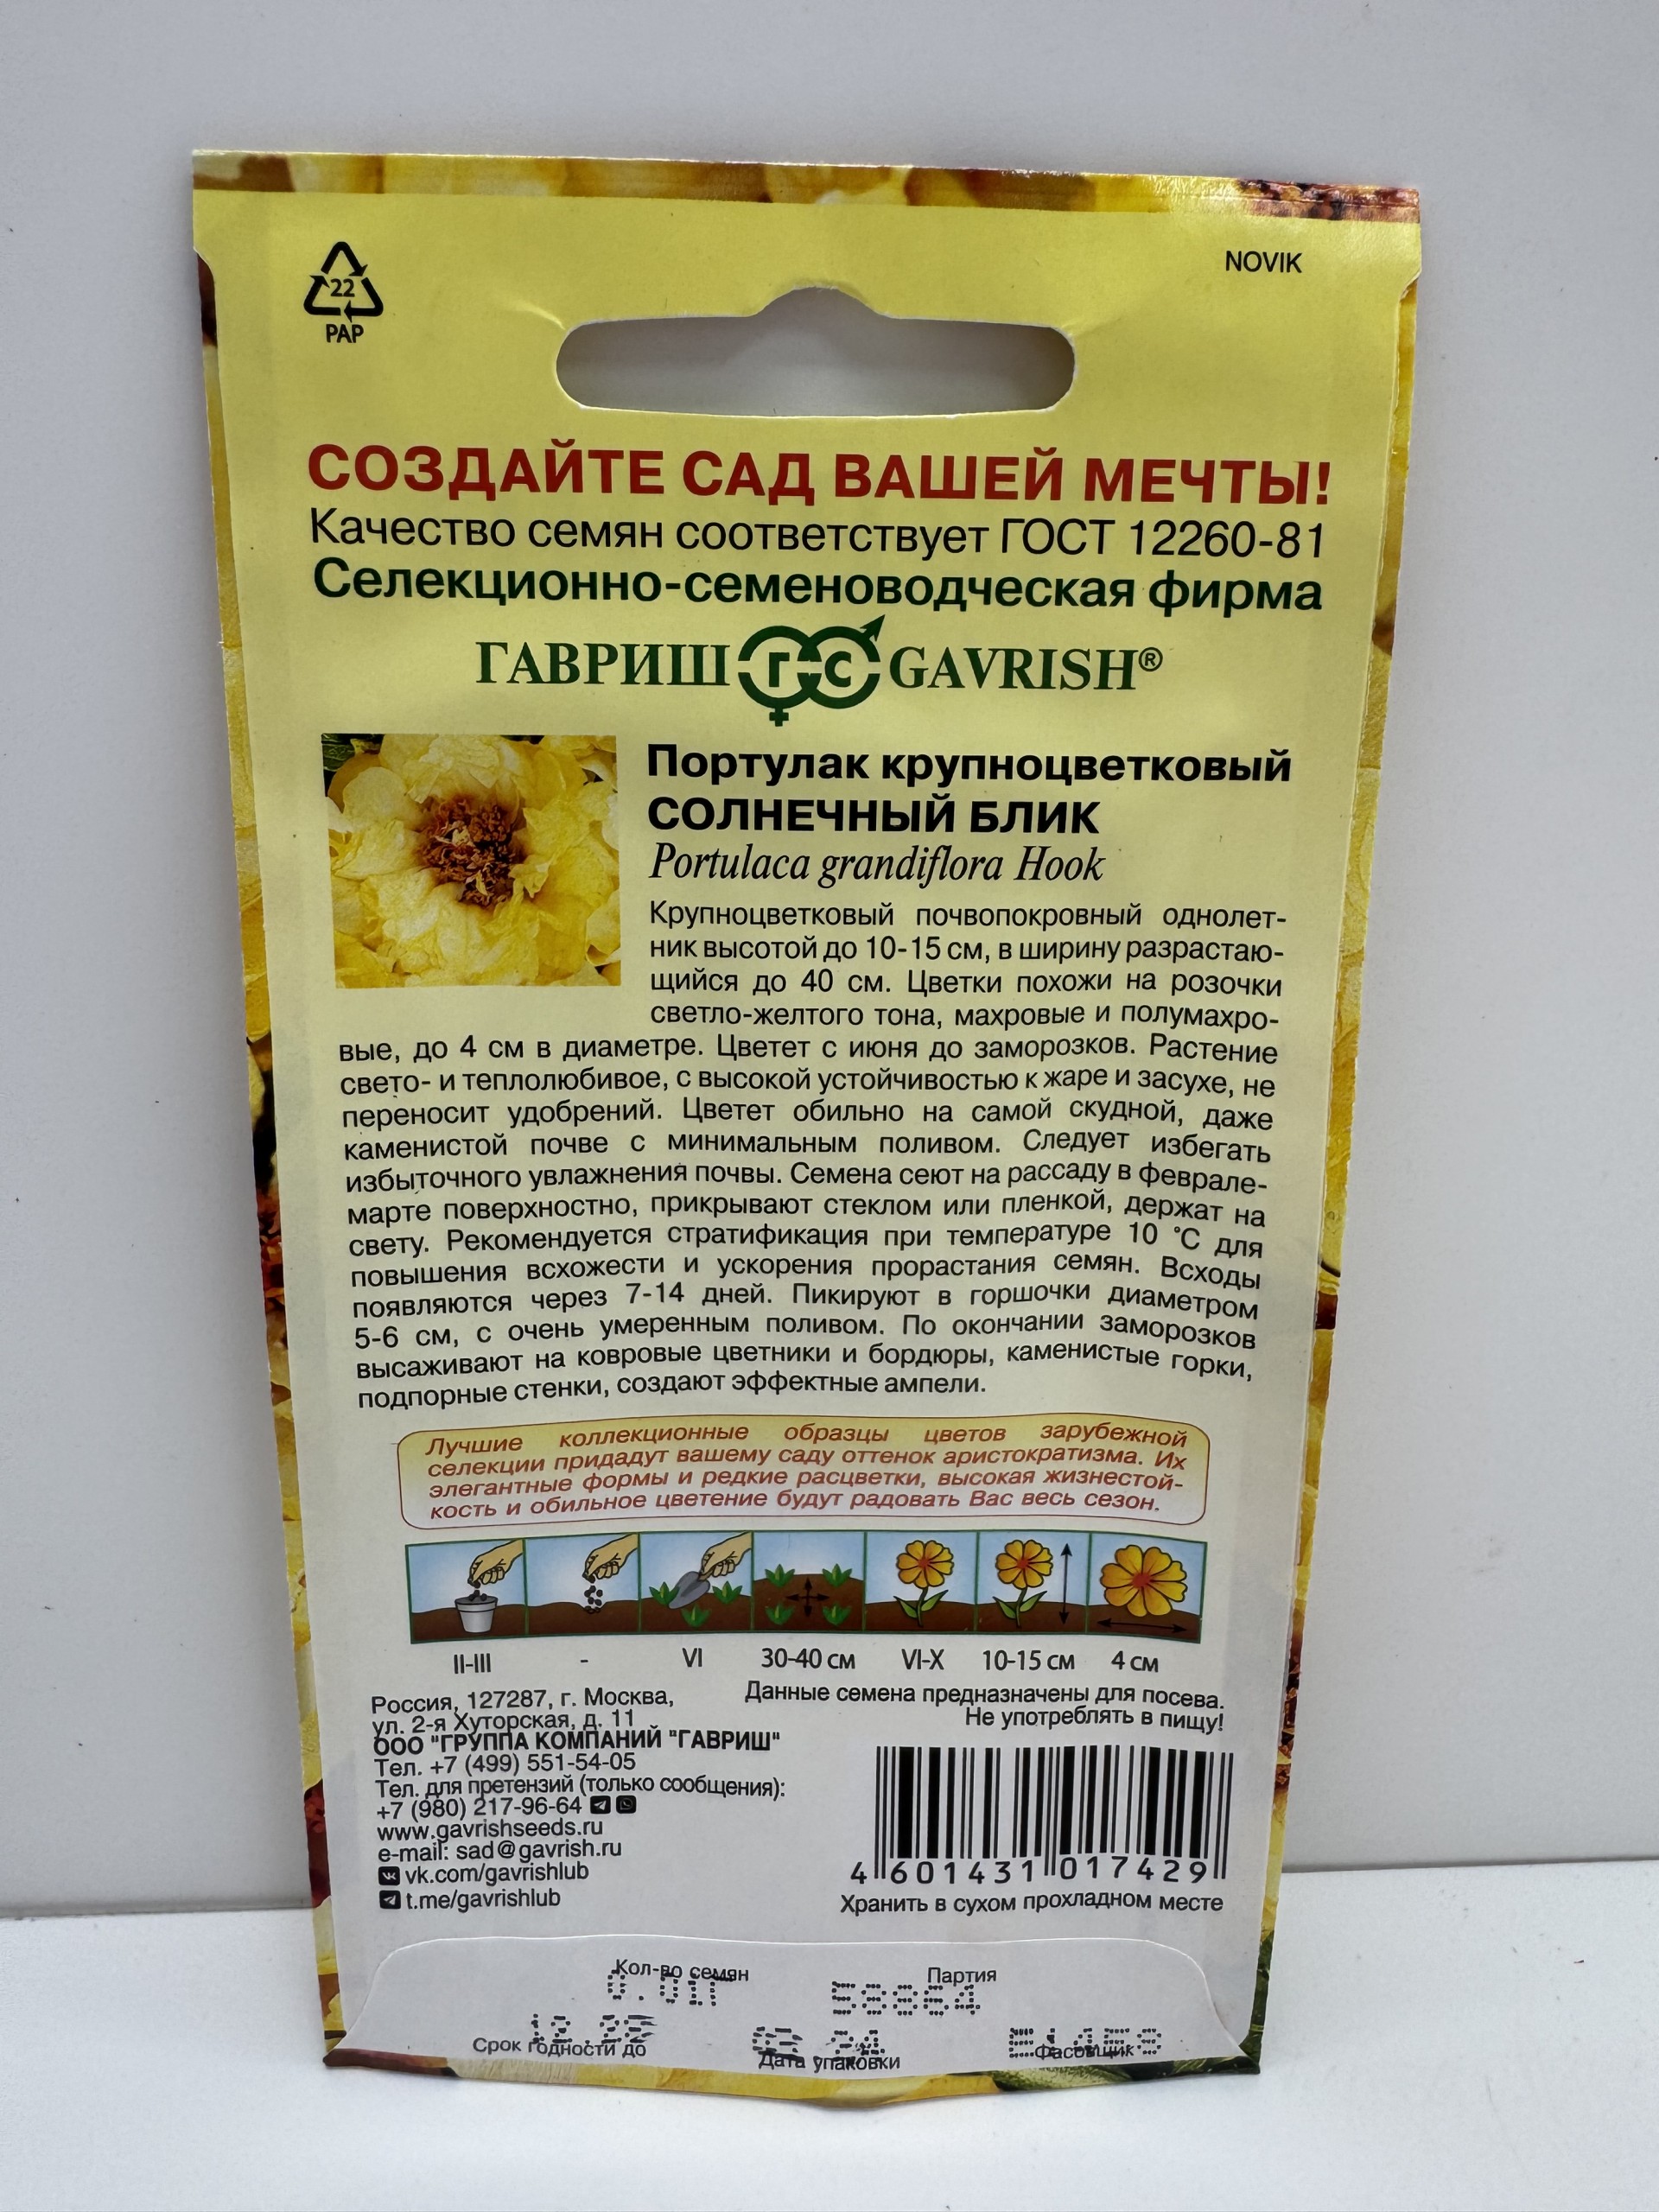 22
PAP
NOVIK
СОЗДАЙТЕ САД ВАШЕЙ МЕЧТЫ!
Качество семян соответствует ГОСТ 12260-81
Селекционно-семеноводческая фирма
ГАВРИШ ГС GAVRISH®
Портулак крупноцветковый
СОЛНЕЧНЫЙ БЛИК
Portulaca grandiflora Hook
Крупноцветковый почвопокровный однолет-
ник высотой до 10-15 см, в ширину разрастаю-
щийся до 40 см. Цветки похожи на розочки
светло-желтого тона, махровые и полумахро-
вые, до 4 см в диаметре. Цветет с июня до заморозков. Растение
свето- и теплолюбивое, с высокой устойчивостью к жаре и засухе, не
переносит удобрений. Цветет обильно на самой скудной, даже
каменистой почве с минимальным поливом. Следует избегать
избыточного увлажнения почвы. Семена сеют на рассаду в феврале-
марте поверхностно, прикрывают стеклом или пленкой, держат на
свету. Рекомендуется стратификация при температуре 10 °С для
повышения всхожести и ускорения прорастания семян. Всходы
появляются через 7-14 дней. Пикируют в горшочки диаметром
5-6 см, с очень умеренным поливом. По окончании заморозков
высаживают на ковровые цветники и бордюры, каменистые горки,
подпорные стенки, создают эффектные ампели.
Лучшие коллекционные образцы цветов зарубежной
селекции придадут вашему саду оттенок аристократизма. Их
элегантные формы и редкие расцветки, высокая жизнестой-
кость и обильное цветение будут радовать Вас весь сезон.
II-III - VI 30-40 см VI-X 10-15 см 4 см
Россия, 127287, г. Москва,
ул. 2-я Хуторская, д. 11
ООО "ГРУППА КОМПАНИЙ "ГАВРИШ"
Тел. +7 (499) 551-54-05
Тел. для претензий (только сообщения):
+7 (980) 217-96-64
www.gavrishseeds.ru
e-mail: sad@gavrish.ru
vk.com/gavrishlub
t.me/gavrishlub
Данные семена предназначены для посева.
Не употреблять в пищу!
4 601431 017429
Хранить в сухом прохладном месте
Кол-во семян
0.01Г
Партия
Срок годности до
Дата упаковки
Фасовщик